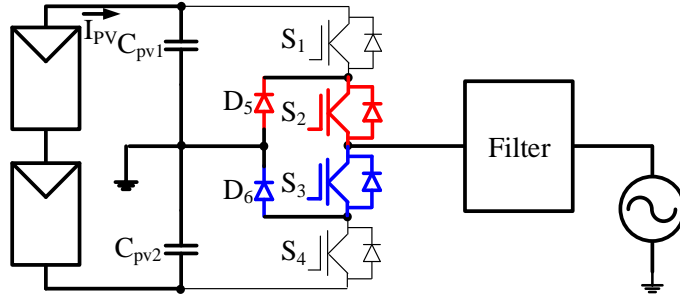 I_PV
C_pv1
S_1
D_5
S_2
Filter
D_6
S_3
C_pv2
S_4